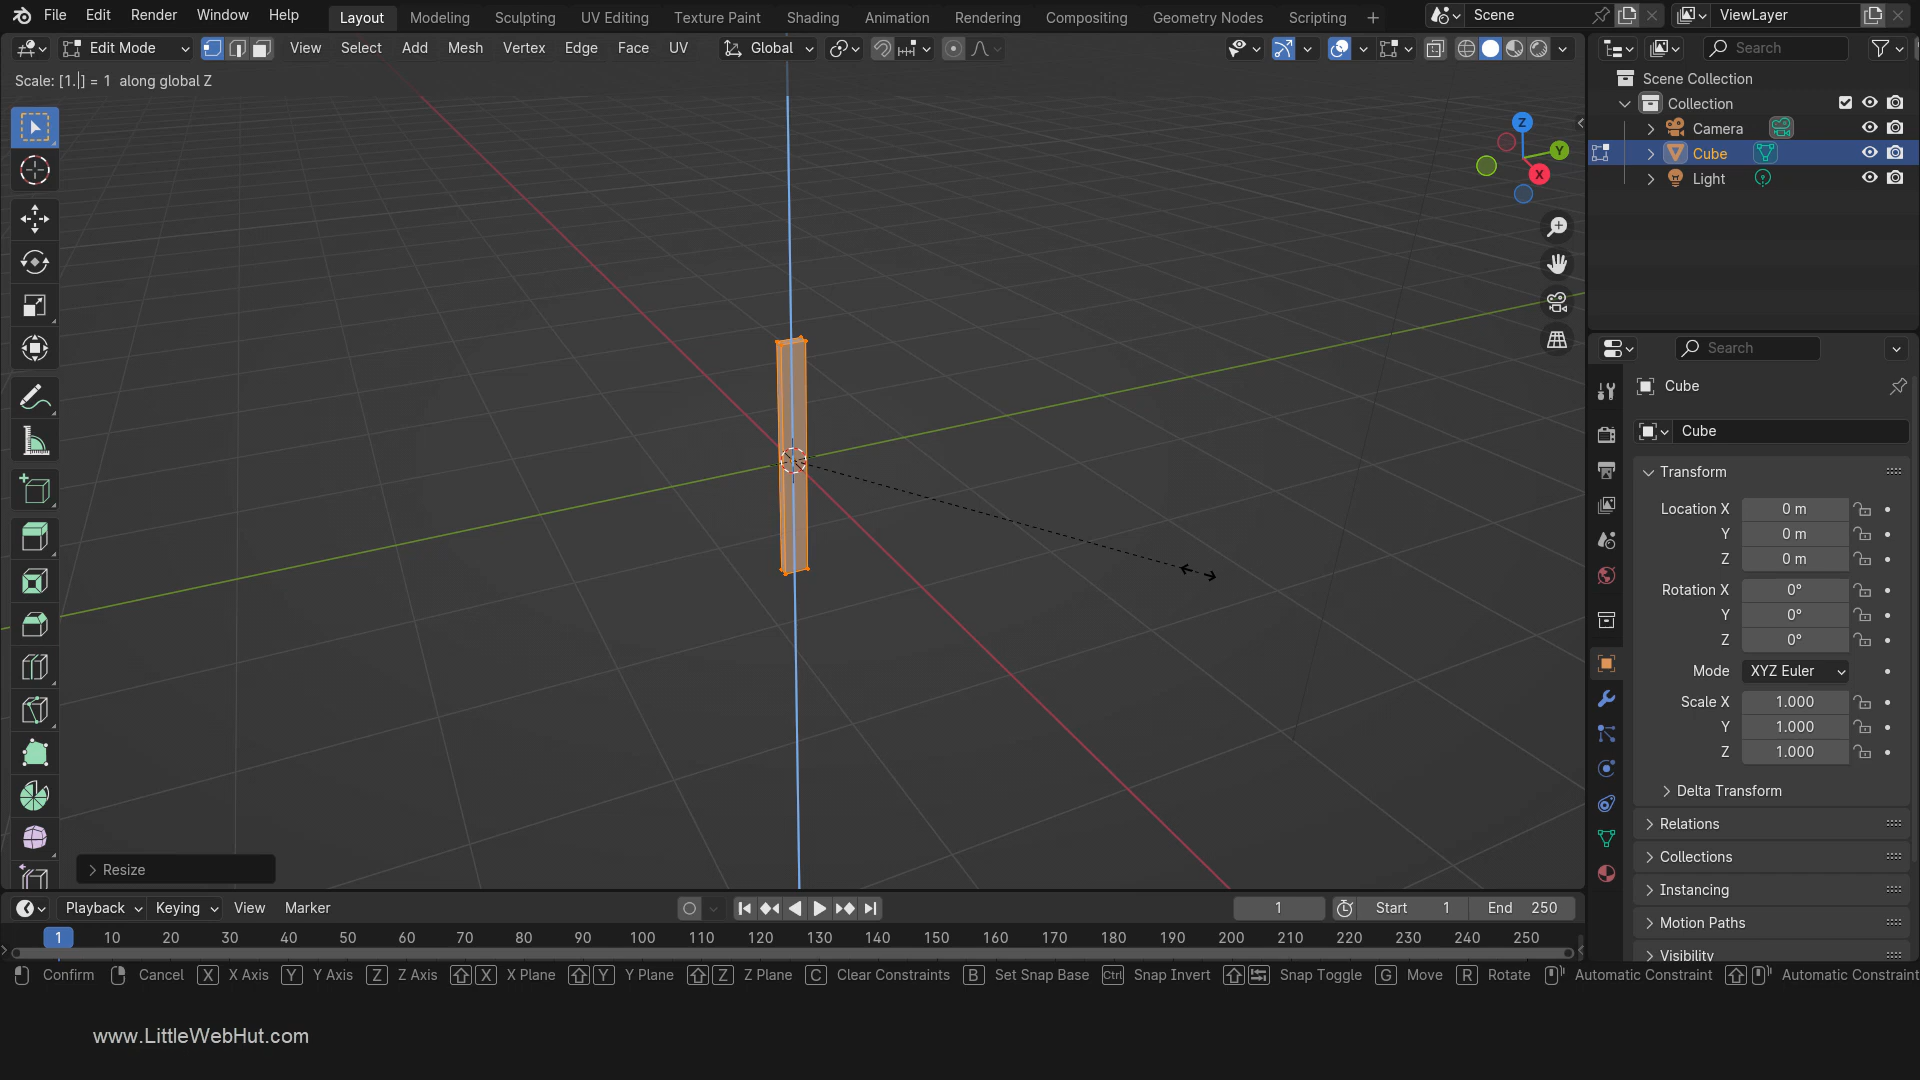 File Edit Render Window Help Layout Modeling Sculpting UV Editing Texture Paint Shading Animation Rendering Compositing Geometry Nodes Scripting + Scene ViewLayer
Edit Mode View Select Add Mesh Vertex Edge Face UV Global Search
Scale: [1.|] = 1 along global Z
Scene Collection
Collection
Camera
Cube
Light
Z
Y
X
Search
Cube
Cube
Transform
Location X 0 m
Y 0 m
Z 0 m
Rotation X 0°
Y 0°
Z 0°
Mode XYZ Euler
Scale X 1.000
Y 1.000
Z 1.000
Delta Transform
Relations
Collections
Instancing
Motion Paths
Visibility
Resize
Playback Keying View Marker 1 Start 1 End 250
1 10 20 30 40 50 60 70 80 90 100 110 120 130 140 150 160 170 180 190 200 210 220 230 240 250
Confirm Cancel X X Axis Y Y Axis Z Z Axis X X Plane Y Y Plane Z Z Plane C Clear Constraints B Set Snap Base Ctrl Snap Invert Snap Toggle G Move R Rotate Automatic Constraint Automatic Constraint
www.LittleWebHut.com